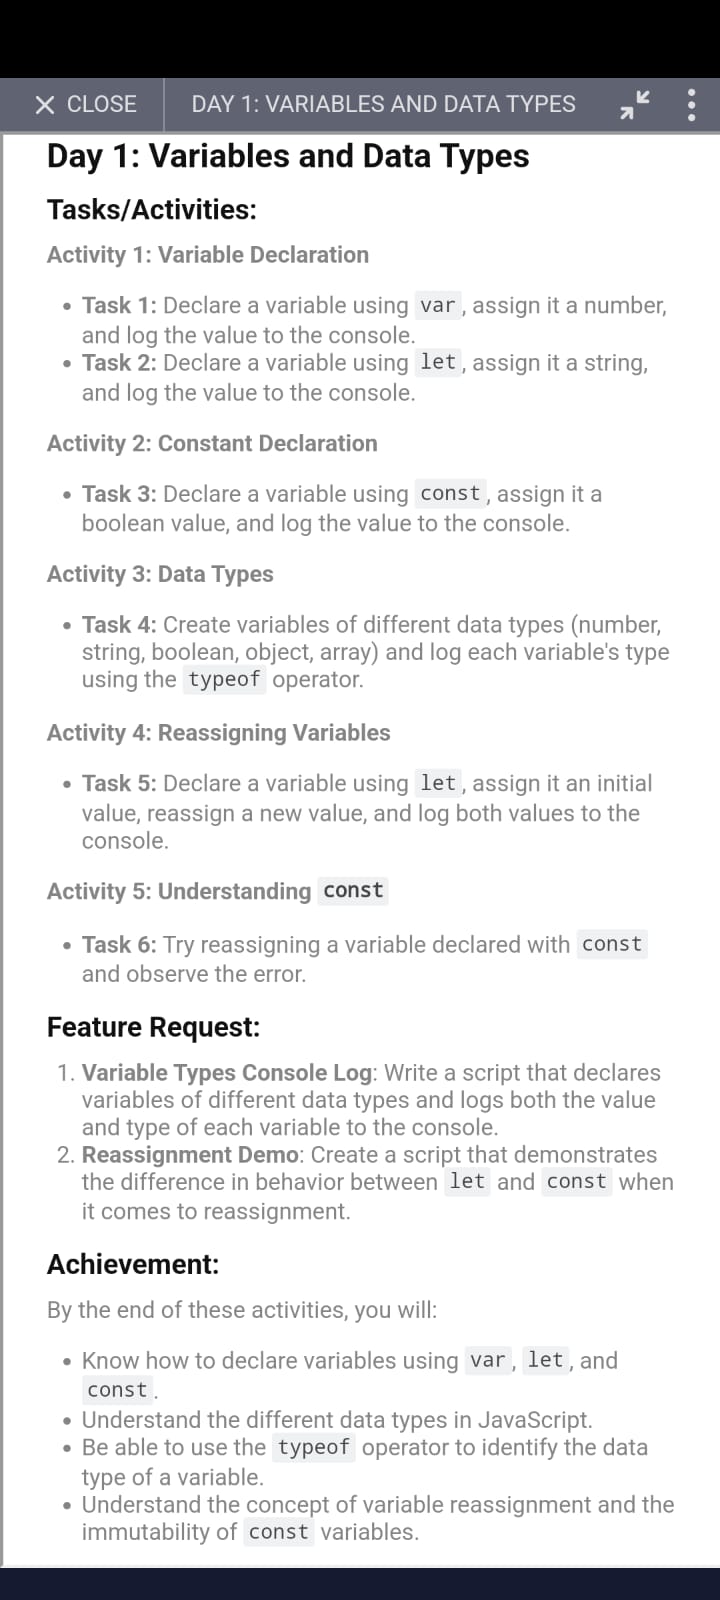 CLOSE
DAY 1: VARIABLES AND DATA TYPES
Day 1: Variables and Data Types
Tasks/Activities:
Activity 1: Variable Declaration
• Task 1: Declare a variable using var, assign it a number,
and log the value to the console.
• Task 2: Declare a variable using let, assign it a string,
and log the value to the console.
Activity 2: Constant Declaration
• Task 3: Declare a variable using const, assign it a
boolean value, and log the value to the console.
Activity 3: Data Types
• Task 4: Create variables of different data types (number,
string, boolean, object, array) and log each variable's type
using the typeof operator.
Activity 4: Reassigning Variables
• Task 5: Declare a variable using let, assign it an initial
value, reassign a new value, and log both values to the
console.
Activity 5: Understanding const
• Task 6: Try reassigning a variable declared with const
and observe the error.
Feature Request:
1. Variable Types Console Log: Write a script that declares
variables of different data types and logs both the value
and type of each variable to the console.
2. Reassignment Demo: Create a script that demonstrates
the difference in behavior between let and const when
it comes to reassignment.
Achievement:
By the end of these activities, you will:
• Know how to declare variables using var, let, and
const.
• Understand the different data types in JavaScript.
• Be able to use the typeof operator to identify the data
type of a variable.
• Understand the concept of variable reassignment and the
immutability of const variables.